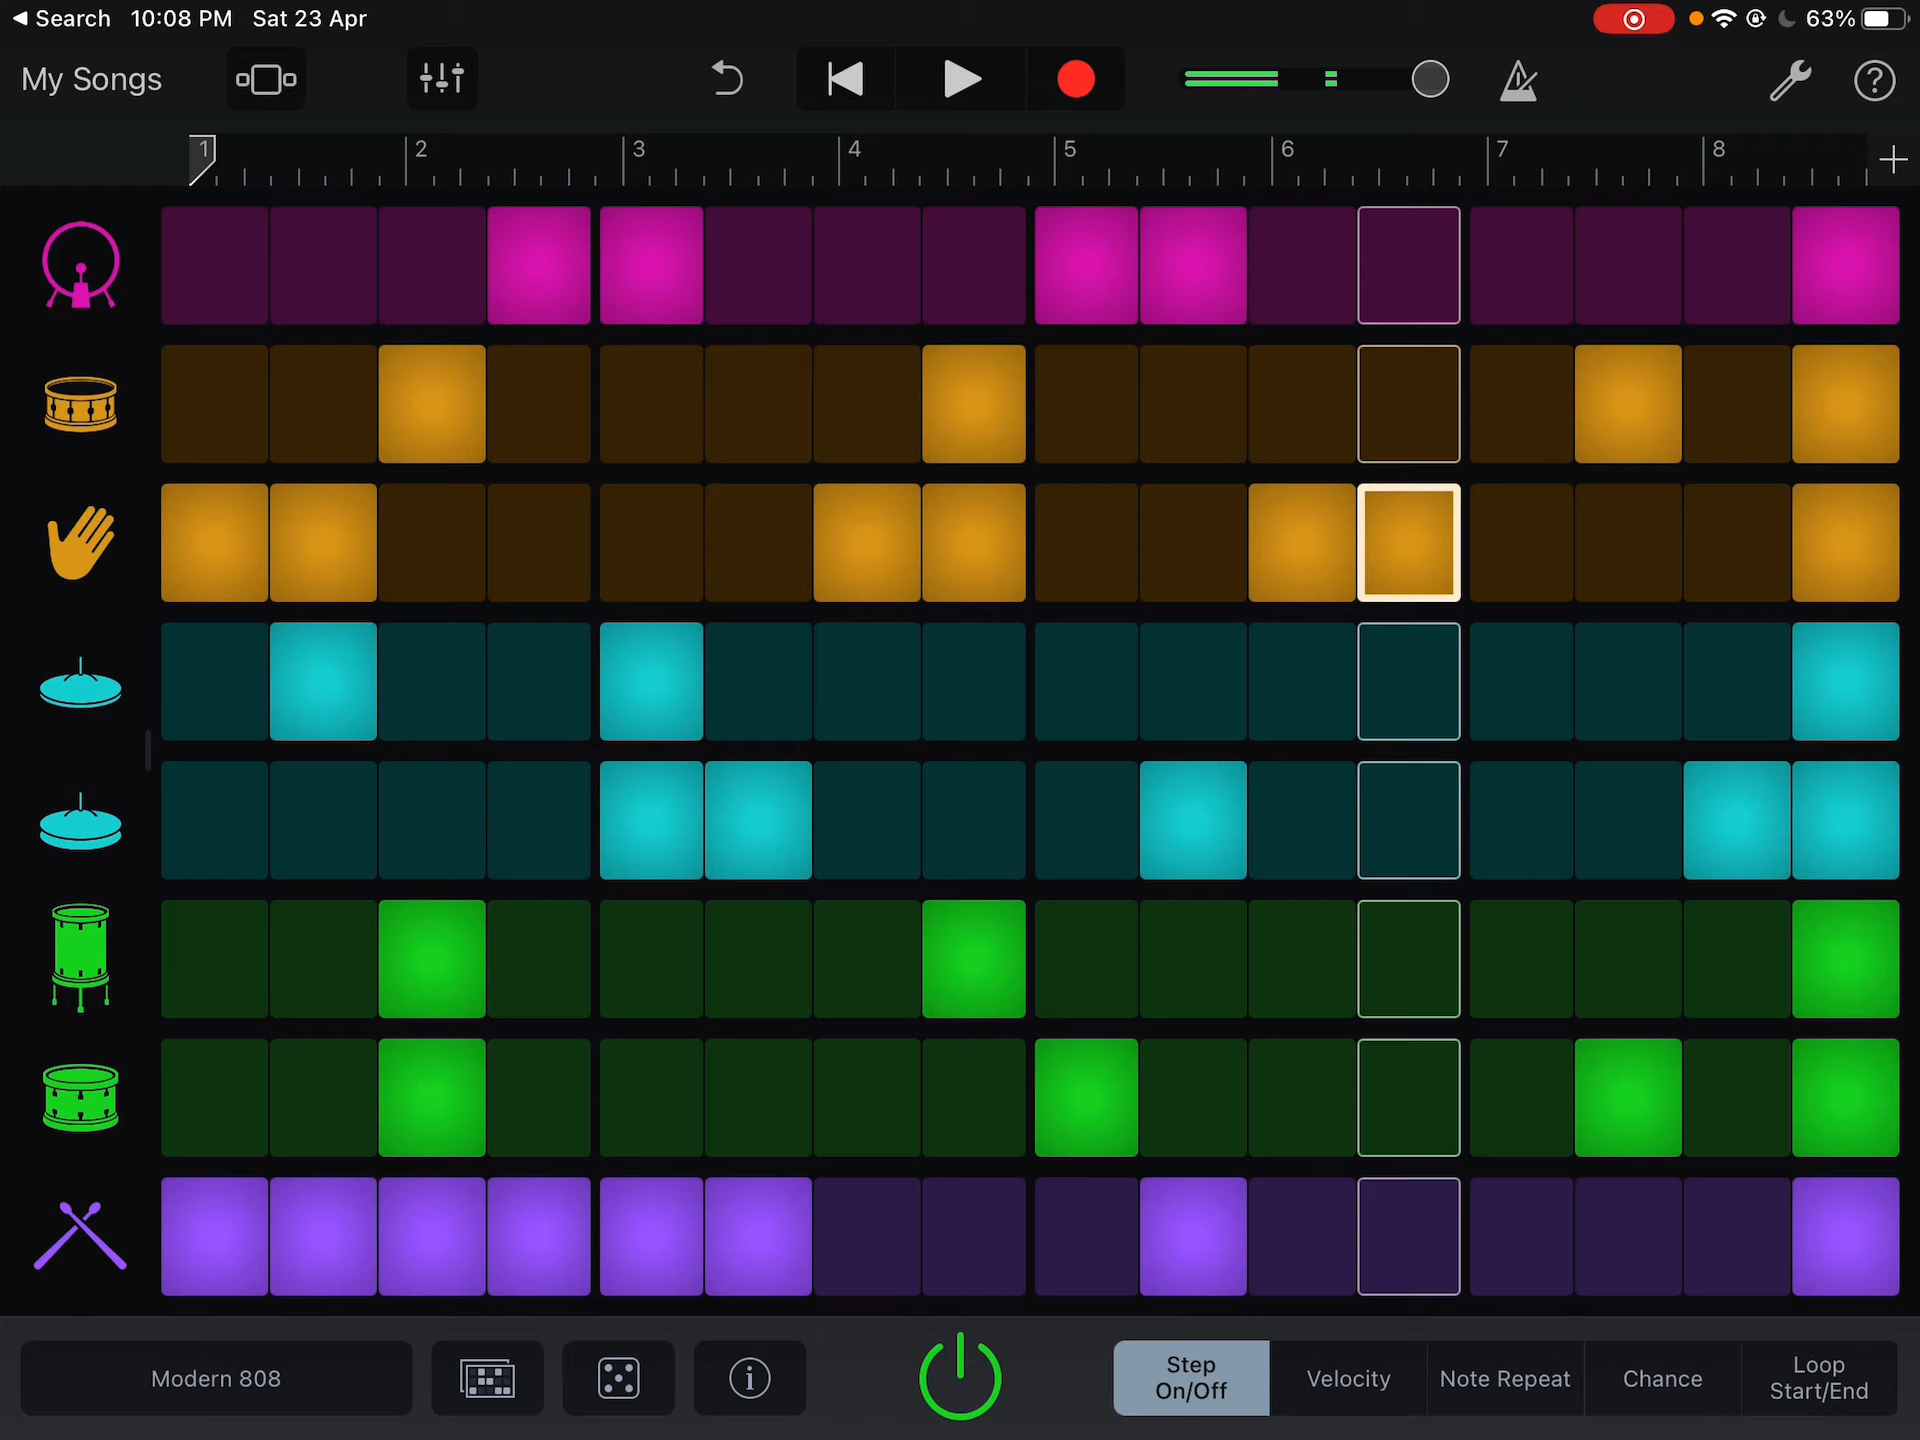 Search 10:08 PM Sat 23 Apr 63%
My Songs
1 2 3 4 5 6 7 8
Modern 808
Step
On/Off
Velocity
Note Repeat
Chance
Loop
Start/End